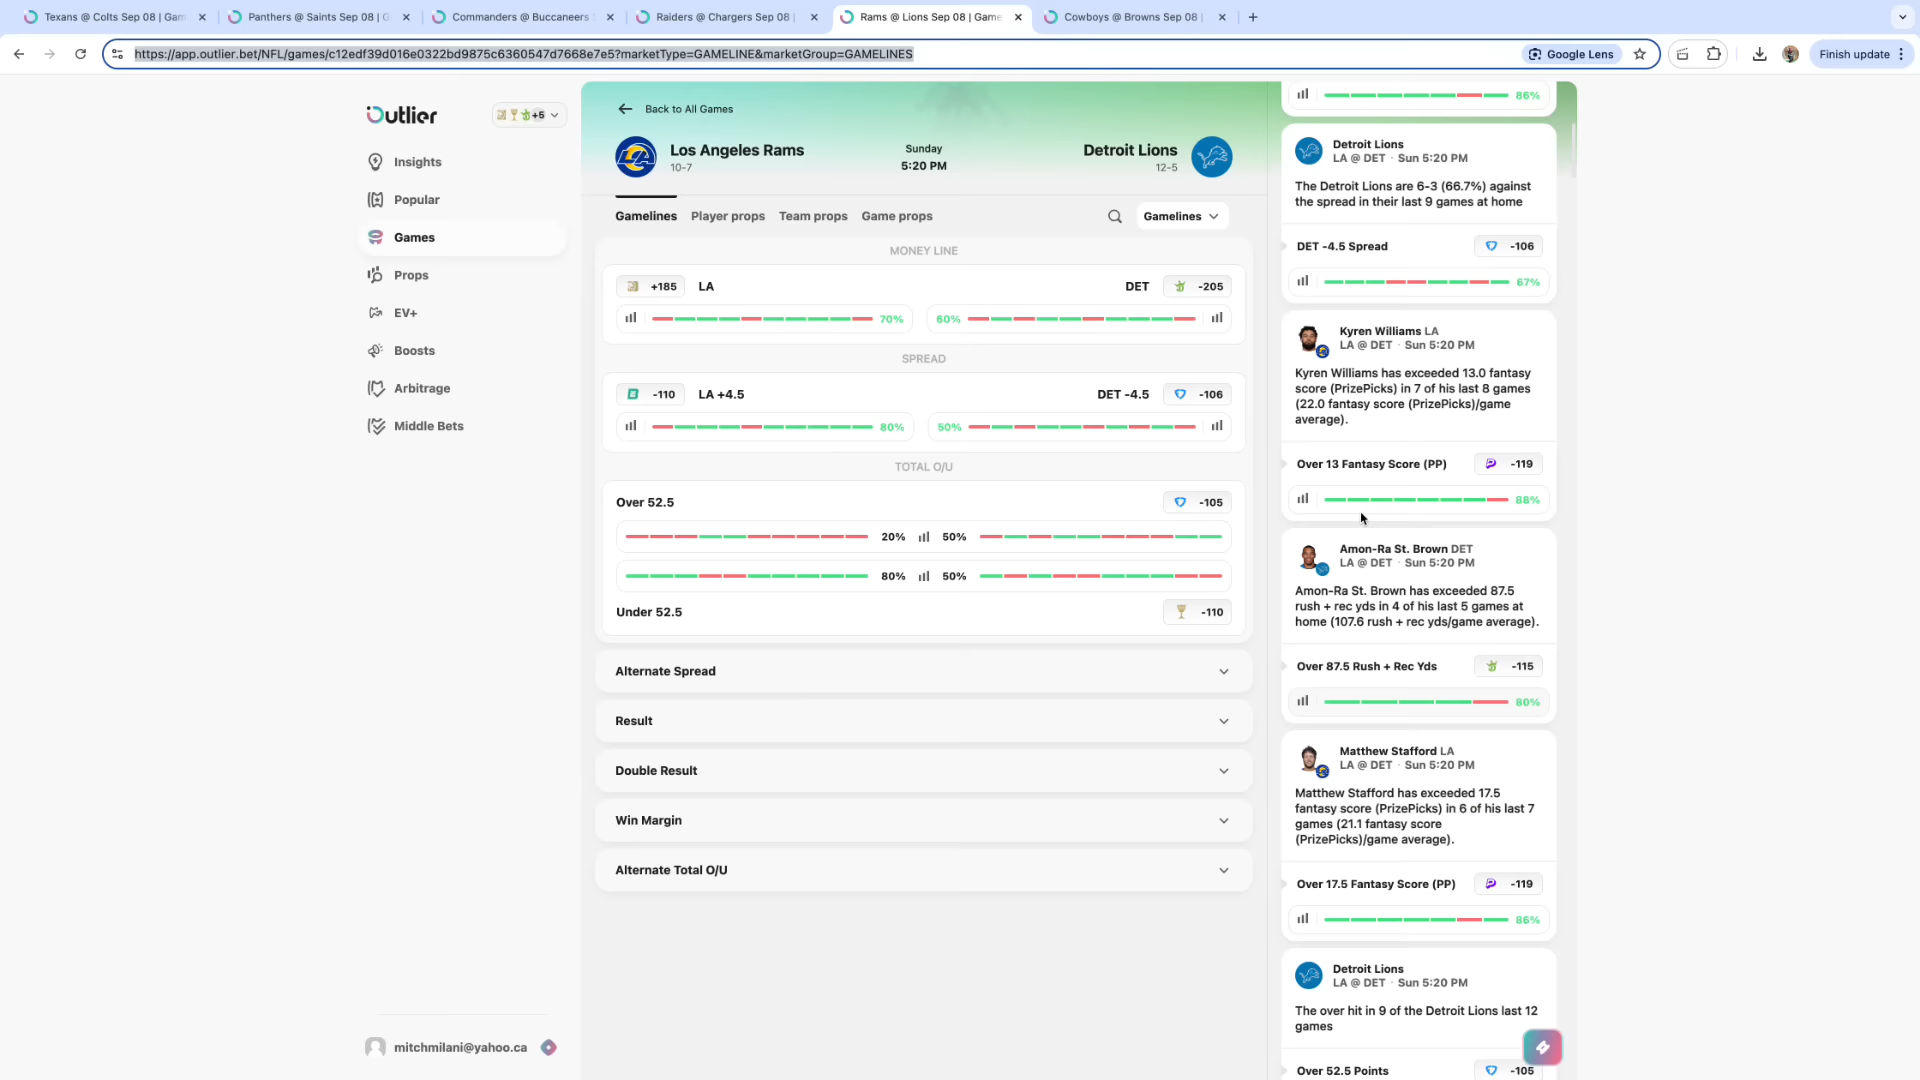 Texans @ Colts Sep 08 | Gam
Panthers @ Saints Sep 08 | G
Commanders @ Buccaneers
Raiders @ Chargers Sep 08 |
Rams @ Lions Sep 08 | Game
Cowboys @ Browns Sep 08 |
https://app.outlier.bet/NFL/games/c12edf39d016e0322bd9875c6360547d7668e7e5?marketType=GAMELINE&marketGroup=GAMELINES
Google Lens
Finish update
Outlier
+5
Insights
Popular
Games
Props
EV+
Boosts
Arbitrage
Middle Bets
mitchmilani@yahoo.ca
Back to All Games
Los Angeles Rams
10-7
Sunday
5:20 PM
Detroit Lions
12-5
Gamelines
Player props
Team props
Game props
Gamelines
MONEY LINE
+185 LA
DET -205
70%
60%
SPREAD
-110 LA +4.5
DET -4.5 -106
80%
50%
TOTAL O/U
Over 52.5
-105
20% 50%
80% 50%
Under 52.5
-110
Alternate Spread
Result
Double Result
Win Margin
Alternate Total O/U
86%
Detroit Lions
LA @ DET · Sun 5:20 PM
The Detroit Lions are 6-3 (66.7%) against
the spread in their last 9 games at home
DET -4.5 Spread
-106
67%
Kyren Williams LA
LA @ DET · Sun 5:20 PM
Kyren Williams has exceeded 13.0 fantasy
score (PrizePicks) in 7 of his last 8 games
(22.0 fantasy score (PrizePicks)/game
average).
Over 13 Fantasy Score (PP)
-119
88%
Amon-Ra St. Brown DET
LA @ DET · Sun 5:20 PM
Amon-Ra St. Brown has exceeded 87.5
rush + rec yds in 4 of his last 5 games at
home (107.6 rush + rec yds/game average).
Over 87.5 Rush + Rec Yds
-115
80%
Matthew Stafford LA
LA @ DET · Sun 5:20 PM
Matthew Stafford has exceeded 17.5
fantasy score (PrizePicks) in 6 of his last 7
games (21.1 fantasy score
(PrizePicks)/game average).
Over 17.5 Fantasy Score (PP)
-119
86%
Detroit Lions
LA @ DET · Sun 5:20 PM
The over hit in 9 of the Detroit Lions last 12
games
Over 52.5 Points
-105